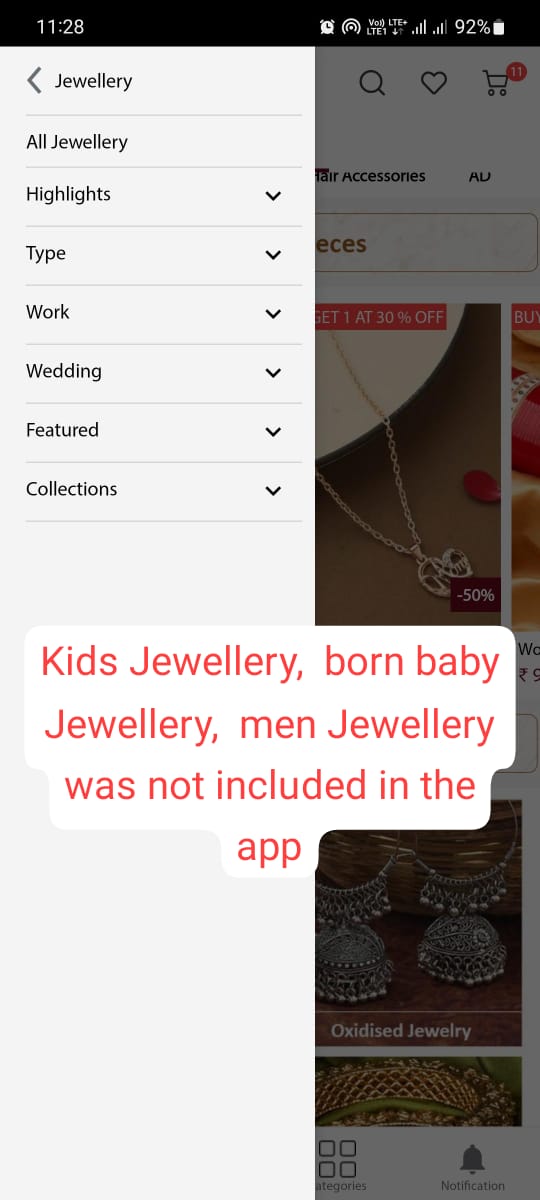 11:28
Vo)) LTE+
LTE1
92%
Jewellery
11
All Jewellery
Hair Accessories
AD
Highlights
eces
Type
Work
GET 1 AT 30 % OFF
BUY
Wedding
Featured
Collections
-50%
Kids Jewellery, born baby
Jewellery, men Jewellery
was not included in the
app
Wo
₹ 9
Oxidised Jewelry
ategories
Notification